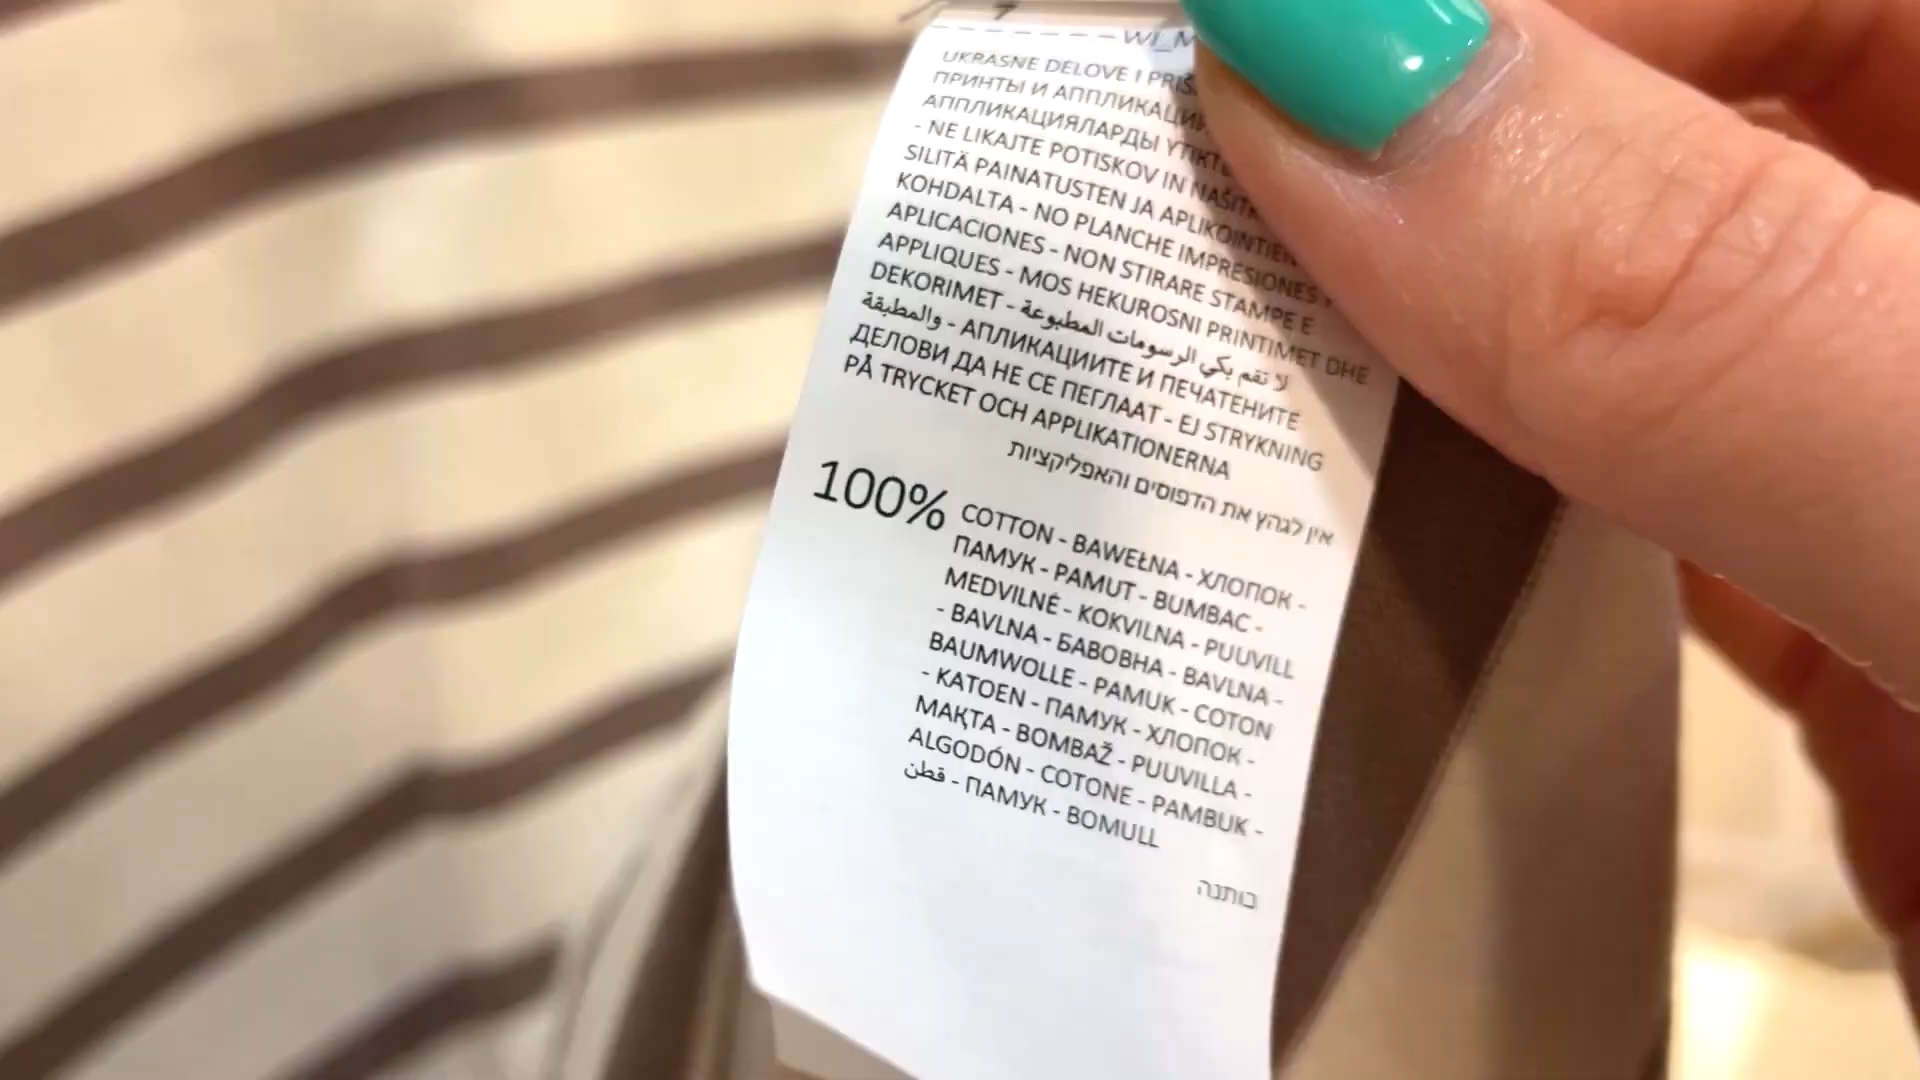 UKRASNE DELOVE I
ПРИНТЫ И АППЛИКАЦИИ
АППЛИКАЦИЯЛАРДЫ
- NE LIKAJTE POTISKOV IN
SILITÄ PAINATUSTEN JA APLIKOINTIEN
KOHDALTA - NO PLANCHE IMPRESIONES
APLICACIONES - NON STIRARE STAMPE E
APPLIQUES - MOS HEKUROSNI PRINTIMET DHE
DEKORIMET - لا تقم بكي الرسومات المطبوعة
والمطبقة - АПЛИКАЦИИТЕ И ПЕЧАТЕНИТЕ
ДЕЛОВИ ДА НЕ СЕ ПЕГЛААТ - EJ STRYKNING
PÅ TRYCKET OCH APPLIKATIONERNA
אין לגהץ את הדפוסים והאפליקציות
100% COTTON - BAWEŁNA - ХЛОПОК -
ПАМУК - PAMUT - BUMBAC -
MEDVILNĖ - KOKVILNA - PUUVILL
- BAVLNA - БАВОВНА - BAVLNA -
BAUMWOLLE - PAMUK - COTON
- KATOEN - ПАМУК - ХЛОПОК -
МАҚТА - BOMBAŽ - PUUVILLA -
ALGODÓN - COTONE - PAMBUK -
قطن - ПАМУК - BOMULL
כותנה